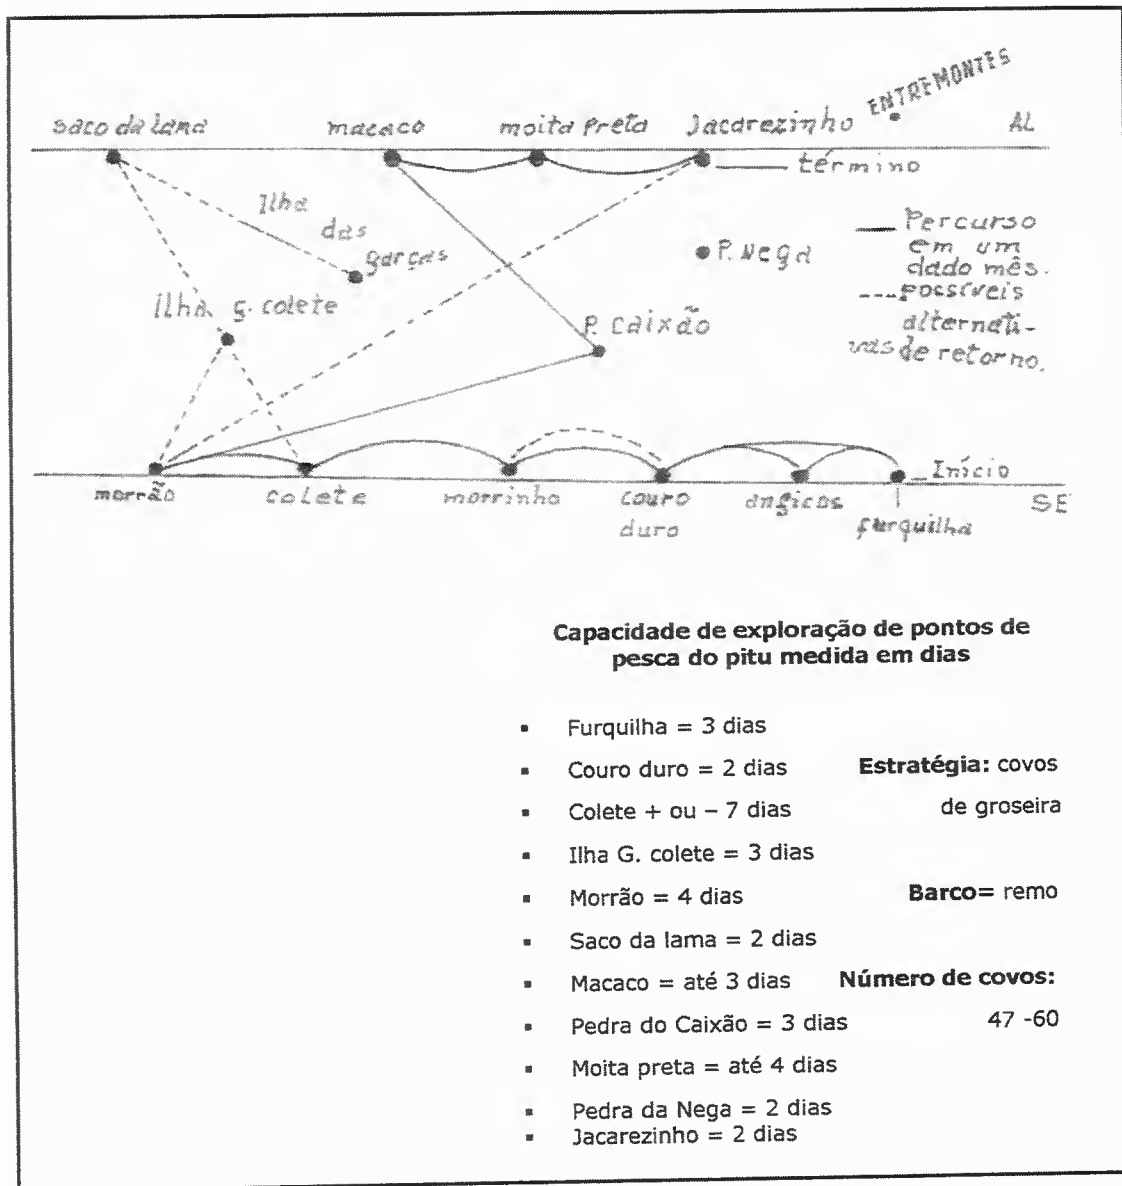 ENTREMONTES
saco da lama macaco moita Preta Jacarezinho AL
término
Ilha
das
garças
Percurso
em um
dado mês.
P. Nega
possíveis
alternati-
vas de retorno.
Ilha G. colete
P. Caixão
Início
morrão colete morrinho couro angicos SE
duro furquilha
Capacidade de exploração de pontos de
pesca do pitu medida em dias
▪ Furquilha = 3 dias
▪ Couro duro = 2 dias Estratégia: covos
▪ Colete + ou – 7 dias de groseira
▪ Ilha G. colete = 3 dias
▪ Morrão = 4 dias Barco= remo
▪ Saco da lama = 2 dias
▪ Macaco = até 3 dias Número de covos:
▪ Pedra do Caixão = 3 dias 47 -60
▪ Moita preta = até 4 dias
▪ Pedra da Nega = 2 dias
▪ Jacarezinho = 2 dias